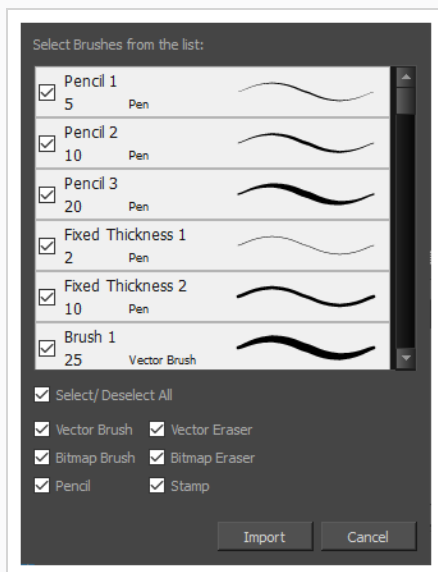 Select Brushes from the list:
Pencil 1
5 Pen
Pencil 2
10 Pen
Pencil 3
20 Pen
Fixed Thickness 1
2 Pen
Fixed Thickness 2
10 Pen
Brush 1
25 Vector Brush
Select/ Deselect All
Vector Brush Vector Eraser
Bitmap Brush Bitmap Eraser
Pencil Stamp
Import Cancel